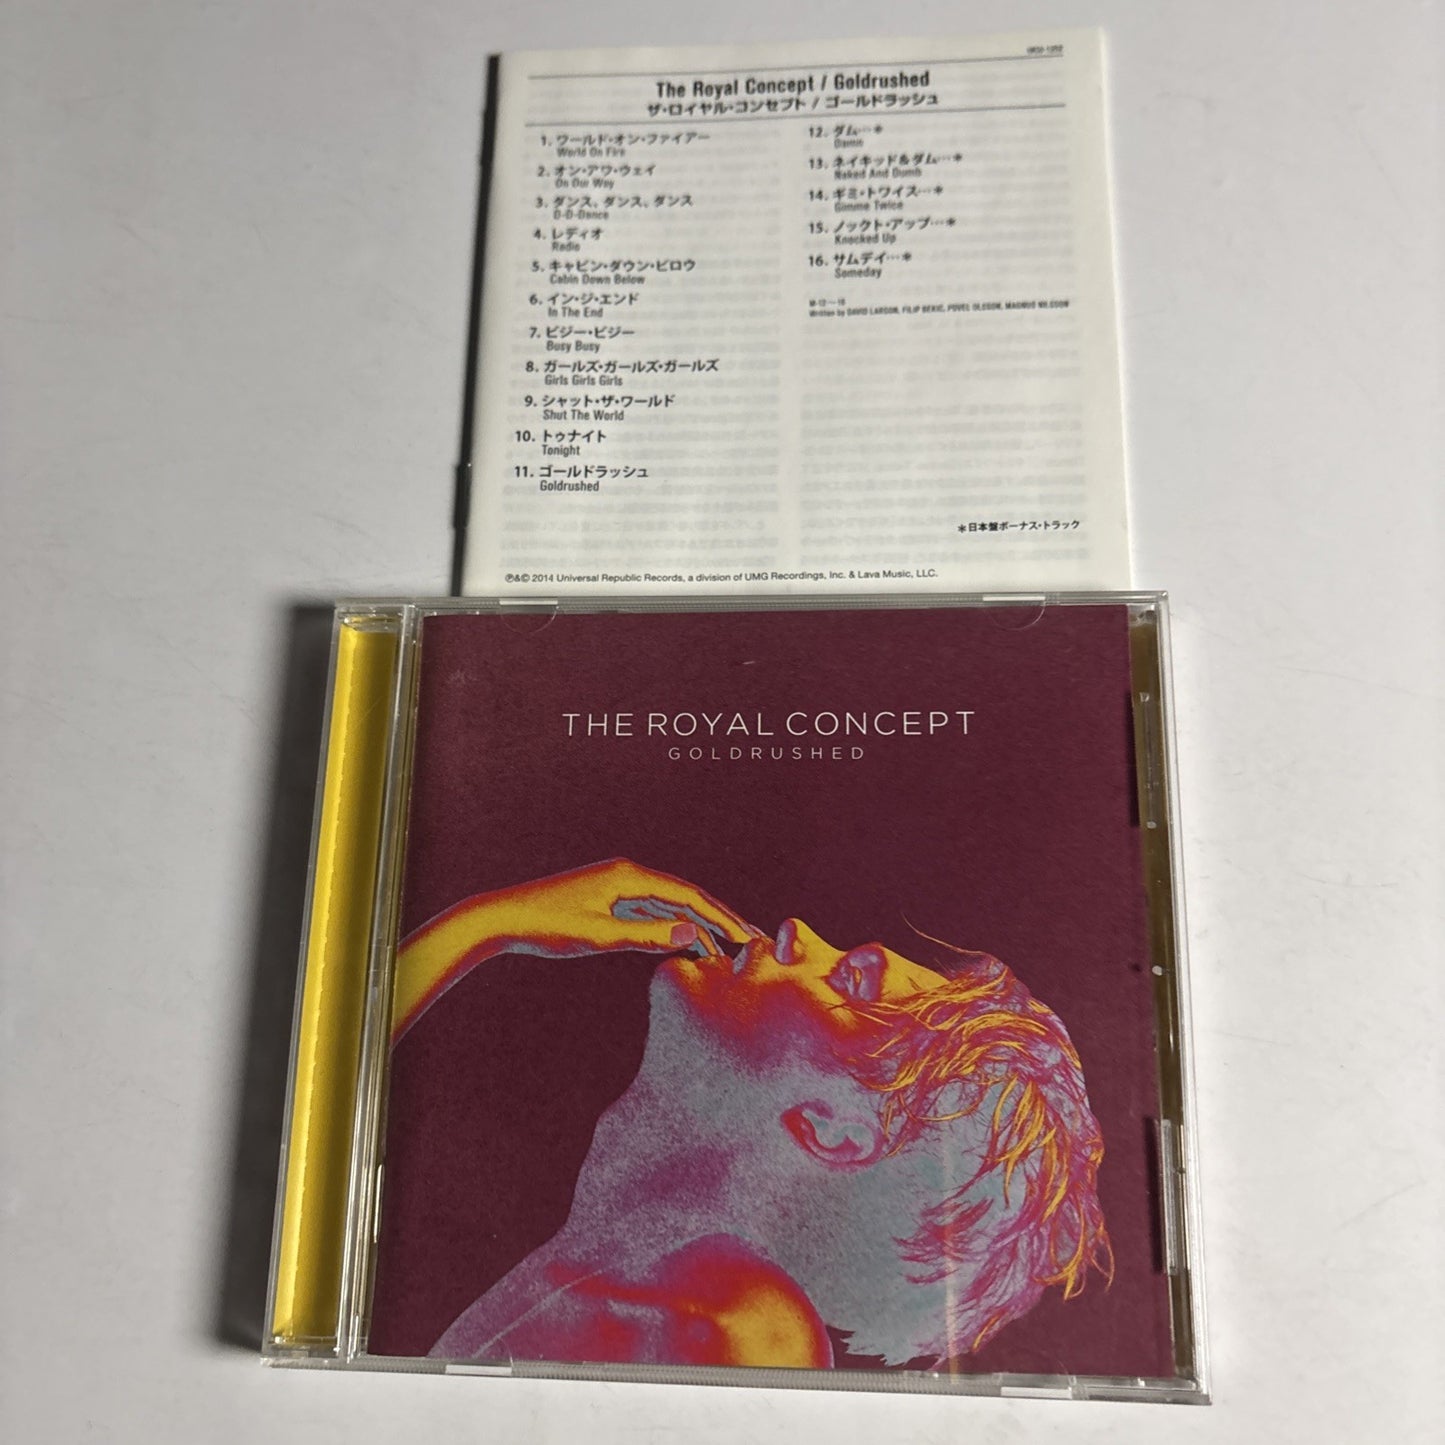 The Royal Concept / Goldrushed
ザ・ロイヤル・コンセプト / ゴールドラッシュ
1. ワールド・オン・ファイアー
World On Fire
2. オン・アワ・ウェイ
On Our Way
3. ダンス、ダンス、ダンス
D-D-Dance
4. レディオ
Radio
5. キャビン・ダウン・ビロウ
Cabin Down Below
6. イン・ジ・エンド
In The End
7. ビジー・ビジー
Busy Busy
8. ガールズ・ガールズ・ガールズ
Girls Girls Girls
9. シャット・ザ・ワールド
Shut The World
10. トゥナイト
Tonight
11. ゴールドラッシュ
Goldrushed
12. ダム…*
Damn
13. ネイキッド&ダム…*
Naked And Dumb
14. ギミ・トワイス…*
Gimme Twice
15. ノックト・アップ…*
Knocked Up
16. サムデイ…*
Someday
M-12〜16
Written by DAVID LARSON, FILIP BEKIC, POVEL OLSSON, MAGNUS NILSSON
*日本盤ボーナス・トラック
℗&© 2014 Universal Republic Records, a division of UMG Recordings, Inc. & Lava Music, LLC.
THE ROYAL CONCEPT
GOLDRUSHED